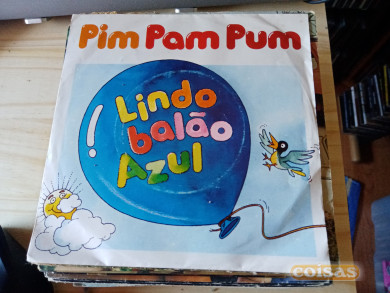 Pim Pam Pum
!
Lindo
balão
Azul
coisas